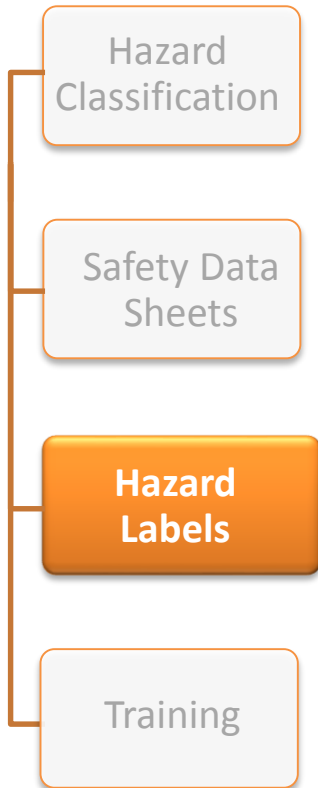 Hazard
Classification
Safety Data
Sheets
Hazard
Labels
Training